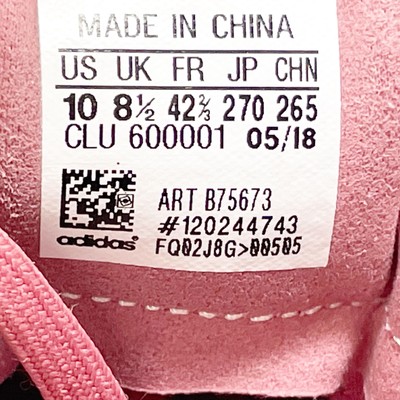 MADE IN CHINA
US UK FR JP CHN
10 8½ 42⅔ 270 265
CLU 600001 05/18
ART B75673
#120244743
adidas FQ02J8G>00505